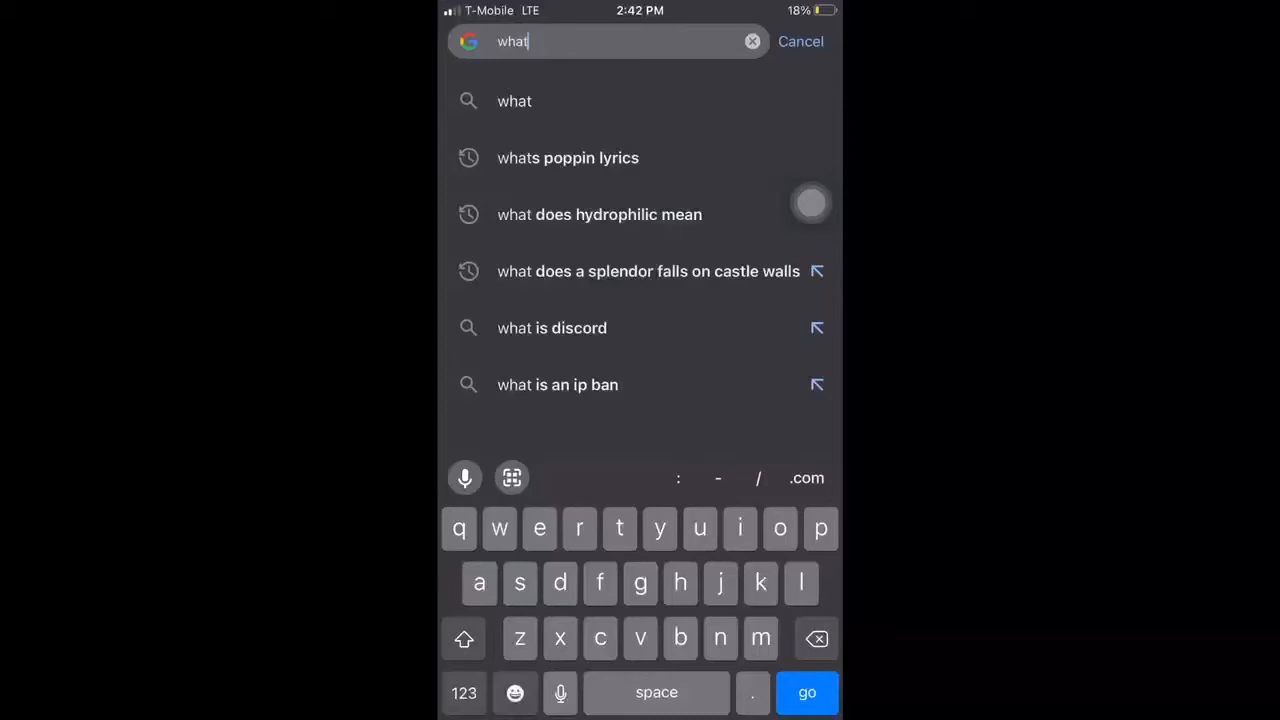 T-Mobile LTE 2:42 PM 18%
what Cancel
what
whats poppin lyrics
what does hydrophilic mean
what does a splendor falls on castle walls
what is discord
what is an ip ban
: - / .com
q w e r t y u i o p
a s d f g h j k l
z x c v b n m
123 space . go